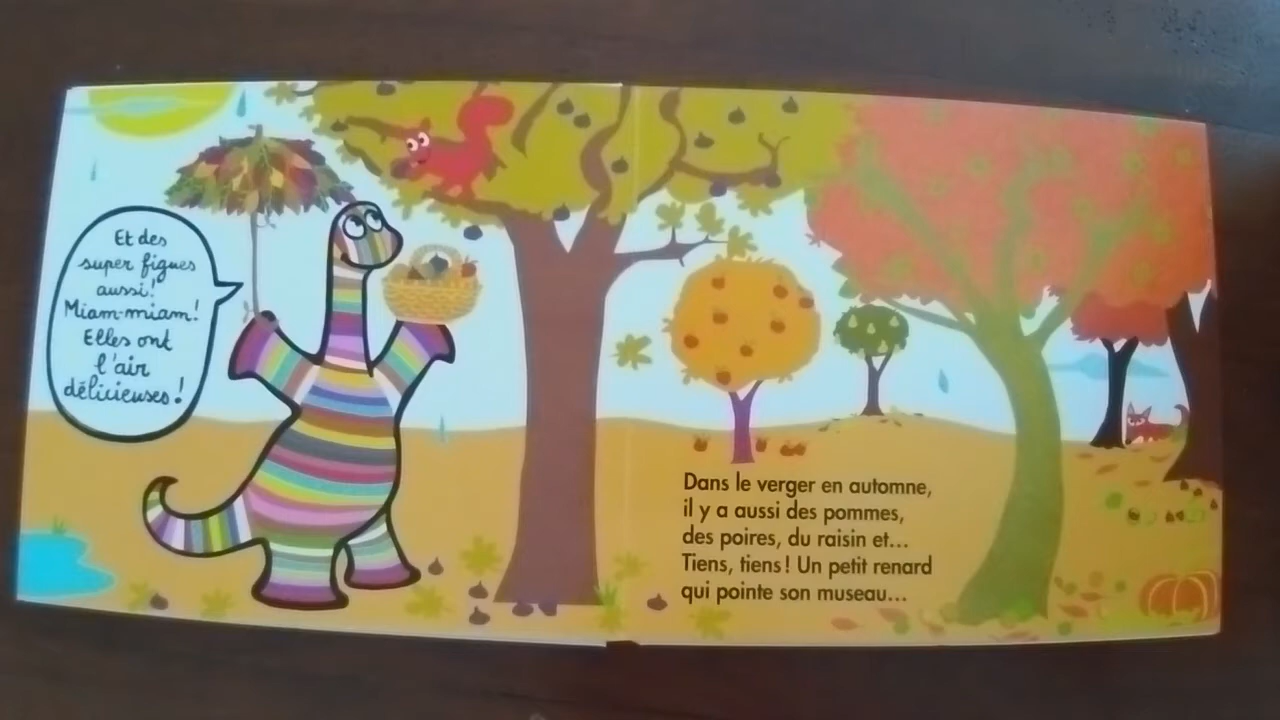 Et des
super figues
aussi!
Miam-miam!
Elles ont
l'air
délicieuses!
Dans le verger en automne,
il y a aussi des pommes,
des poires, du raisin et...
Tiens, tiens! Un petit renard
qui pointe son museau...